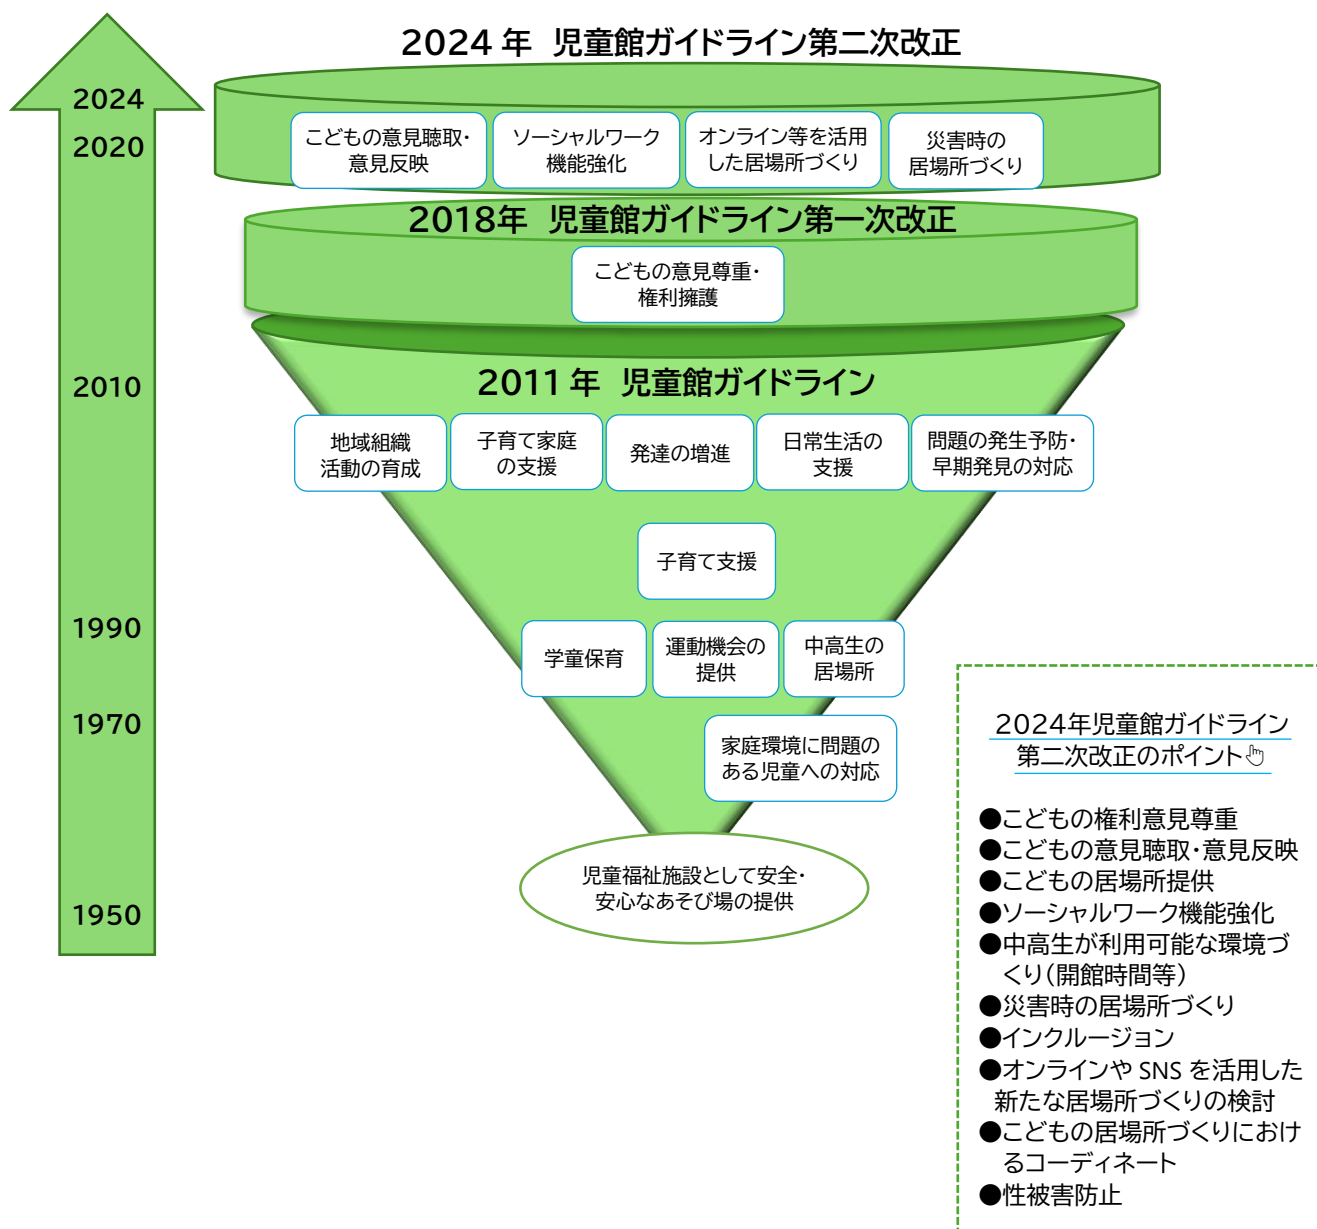 2024年 児童館ガイドライン第二次改正
2024
2020
こどもの意見聴取・
意見反映
ソーシャルワーク
機能強化
オンライン等を活用
した居場所づくり
災害時の
居場所づくり
2018年 児童館ガイドライン第一次改正
こどもの意見尊重・
権利擁護
2010
2011年 児童館ガイドライン
地域組織
活動の育成
子育て家庭
の支援
発達の増進
日常生活の
支援
問題の発生予防・
早期発見の対応
子育て支援
1990
学童保育
運動機会の
提供
中高生の
居場所
1970
家庭環境に問題の
ある児童への対応
児童福祉施設として安全・
安心なあそび場の提供
1950
2024年児童館ガイドライン
第二次改正のポイント
●こどもの権利意見尊重
●こどもの意見聴取・意見反映
●こどもの居場所提供
●ソーシャルワーク機能強化
●中高生が利用可能な環境づ
くり(開館時間等)
●災害時の居場所づくり
●インクルージョン
●オンラインや SNS を活用した
新たな居場所づくりの検討
●こどもの居場所づくりにおけ
るコーディネート
●性被害防止